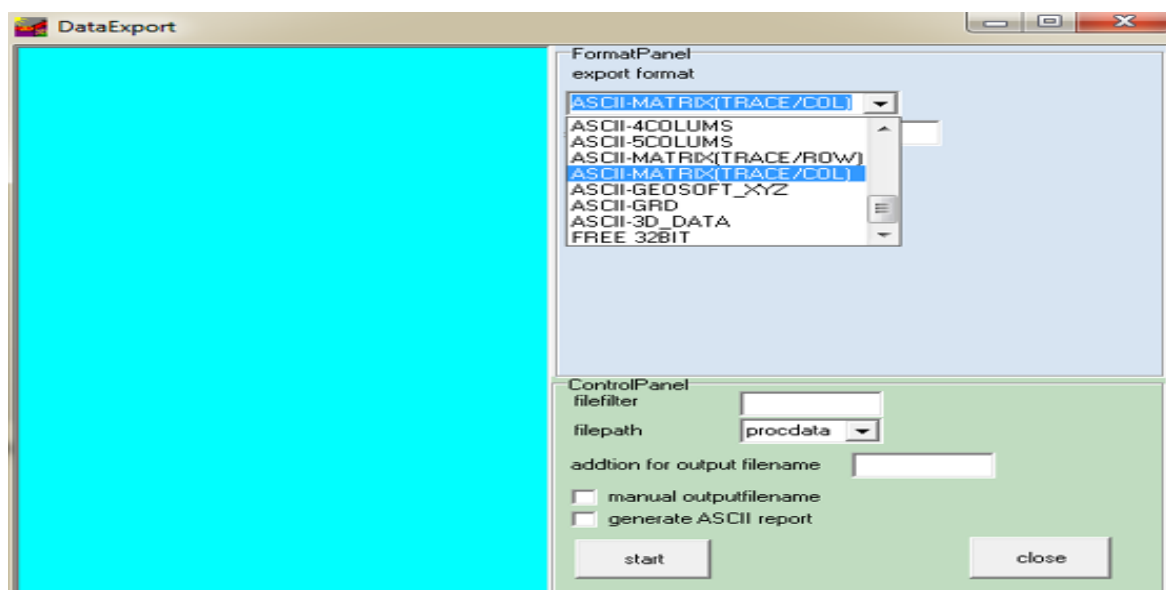 DataExport
FormatPanel
export format
ASCII-MATRIX(TRACE/COL)
ASCII-4COLUMS
ASCII-5COLUMS
ASCII-MATRIX(TRACE/ROW)
ASCII-MATRIX(TRACE/COL)
ASCII-GEOSOFT_XYZ
ASCII-GRD
ASCII-3D_DATA
FREE 32BIT
ControlPanel
filefilter
filepath procdata
addtion for output filename
manual outputfilename
generate ASCII report
start close